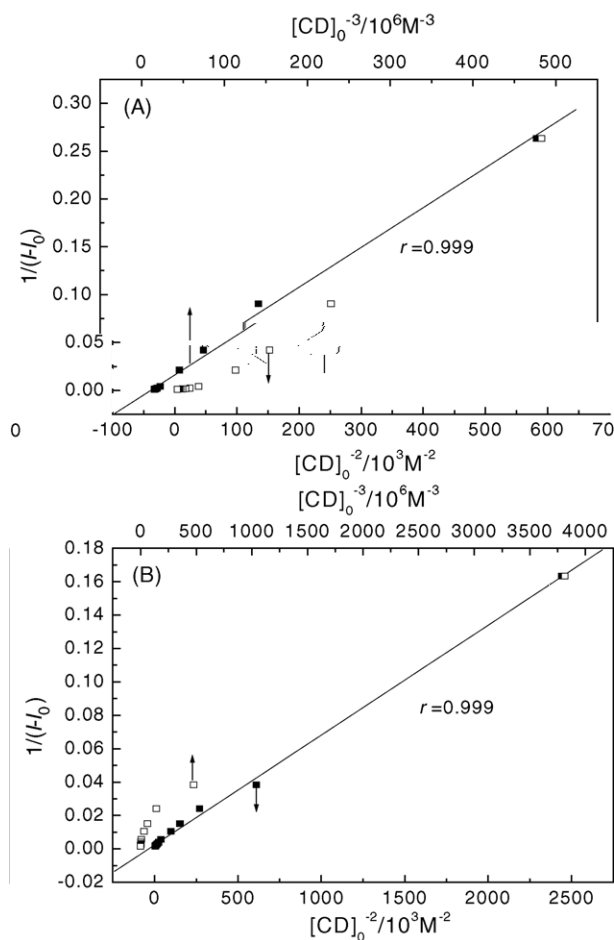 [CD]₀⁻³/10⁶M⁻³
0 100 200 300 400 500
(A)
0.30
0.25
0.20
0.15
0.10
0.05
0.00
1/(I-I₀)
r=0.999
0
-100 0 100 200 300 400 500 600 70
[CD]₀⁻²/10³M⁻²
[CD]₀⁻³/10⁶M⁻³
0 500 1000 1500 2000 2500 3000 3500 4000
(B)
0.18
0.16
0.14
0.12
0.10
0.08
0.06
0.04
0.02
0.00
-0.02
1/(I-I₀)
r=0.999
0 500 1000 1500 2000 2500
[CD]₀⁻²/10³M⁻²